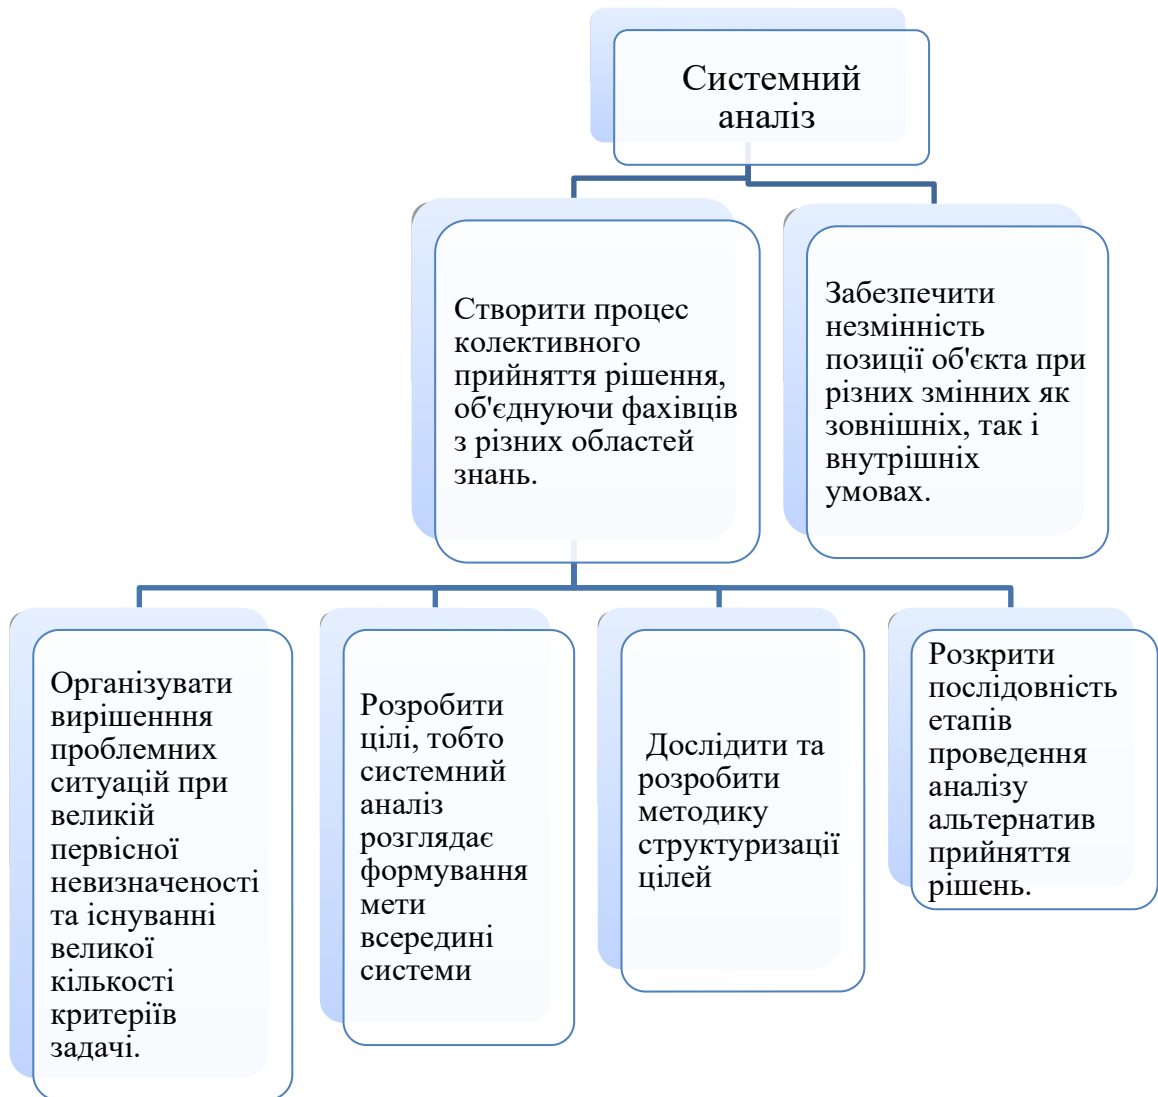 Системний
аналіз
Створити процес
колективного
прийняття рішення,
об'єднуючи фахівців
з різних областей
знань.
Забезпечити
незмінність
позиції об'єкта при
різних змінних як
зовнішніх, так і
внутрішніх
умовах.
Організувати
вирішенння
проблемних
ситуацій при
великій
первісної
невизначеності
та існуванні
великої
кількості
критеріїв
задачі.
Розробити
цілі, тобто
системний
аналіз
розглядає
формування
мети
всередині
системи
Дослідити та
розробити
методику
структуризації
цілей
Розкрити
послідовність
етапів
проведення
аналізу
альтернатив
прийняття
рішень.